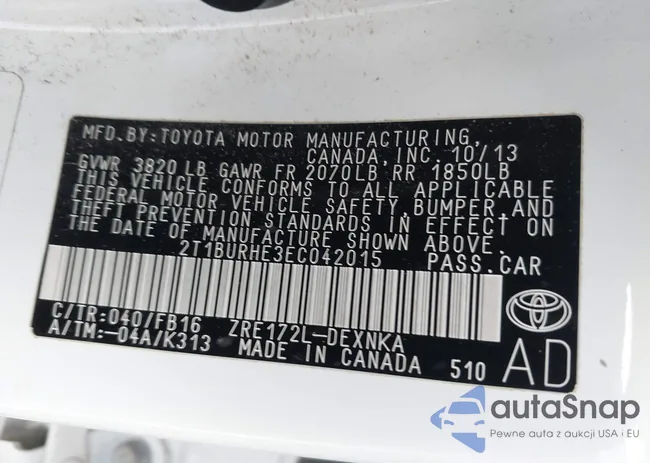 MFD. BY: TOYOTA MOTOR MANUFACTURING,
CANADA, INC. 10/13
GVWR 3820 LB GAWR FR 2070LB RR 1850LB
THIS VEHICLE CONFORMS TO ALL APPLICABLE
FEDERAL MOTOR VEHICLE SAFETY, BUMPER, AND
THEFT PREVENTION STANDARDS IN EFFECT ON
THE DATE OF MANUFACTURE SHOWN ABOVE.
2T1BURHE3EC042015 PASS.CAR
C/TR: 040/FB16 ZRE172L-DEXNKA
A/TM:-04A/K313 MADE IN CANADA 510 AD
autaSnap
Pewne auta z aukcji USA i EU